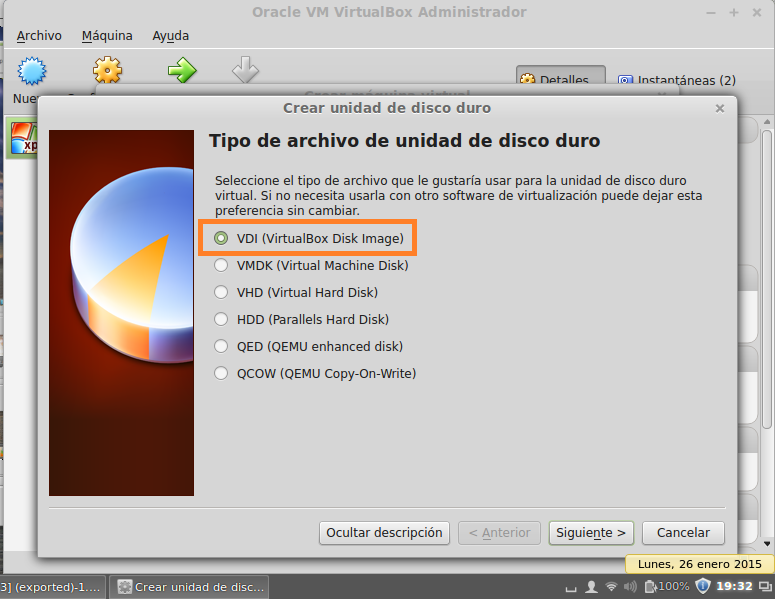 Oracle VM VirtualBox Administrador
Archivo Máquina Ayuda
Detalles Instantáneas (2)
xp
Crear unidad de disco duro
Tipo de archivo de unidad de disco duro
Seleccione el tipo de archivo que le gustaría usar para la unidad de disco duro
virtual. Si no necesita usarla con otro software de virtualización puede dejar esta
preferencia sin cambiar.
VDI (VirtualBox Disk Image)
VMDK (Virtual Machine Disk)
VHD (Virtual Hard Disk)
HDD (Parallels Hard Disk)
QED (QEMU enhanced disk)
QCOW (QEMU Copy-On-Write)
Ocultar descripción < Anterior Siguiente > Cancelar
Lunes, 26 enero 2015
3] (exported)-1.... Crear unidad de disc... 100% 19:32